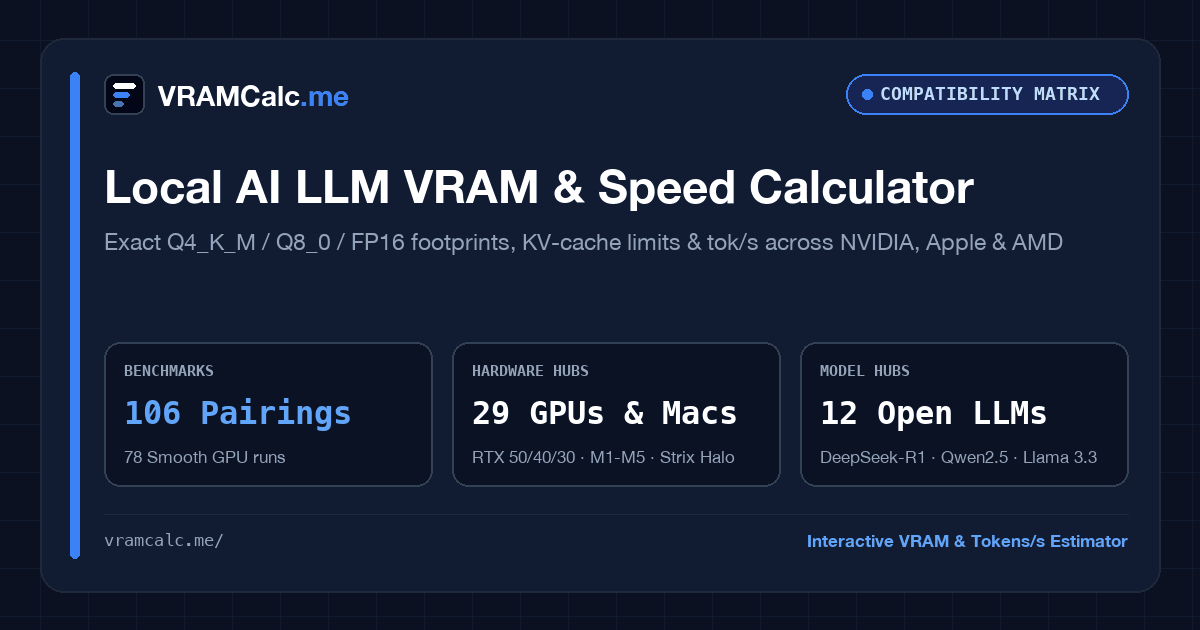 VRAMCalc.me
COMPATIBILITY MATRIX
Local AI LLM VRAM & Speed Calculator
Exact Q4_K_M / Q8_0 / FP16 footprints, KV-cache limits & tok/s across NVIDIA, Apple & AMD
BENCHMARKS
106 Pairings
78 Smooth GPU runs
HARDWARE HUBS
29 GPUs & Macs
RTX 50/40/30 · M1-M5 · Strix Halo
MODEL HUBS
12 Open LLMs
DeepSeek-R1 · Qwen2.5 · Llama 3.3
vramcalc.me/
Interactive VRAM & Tokens/s Estimator